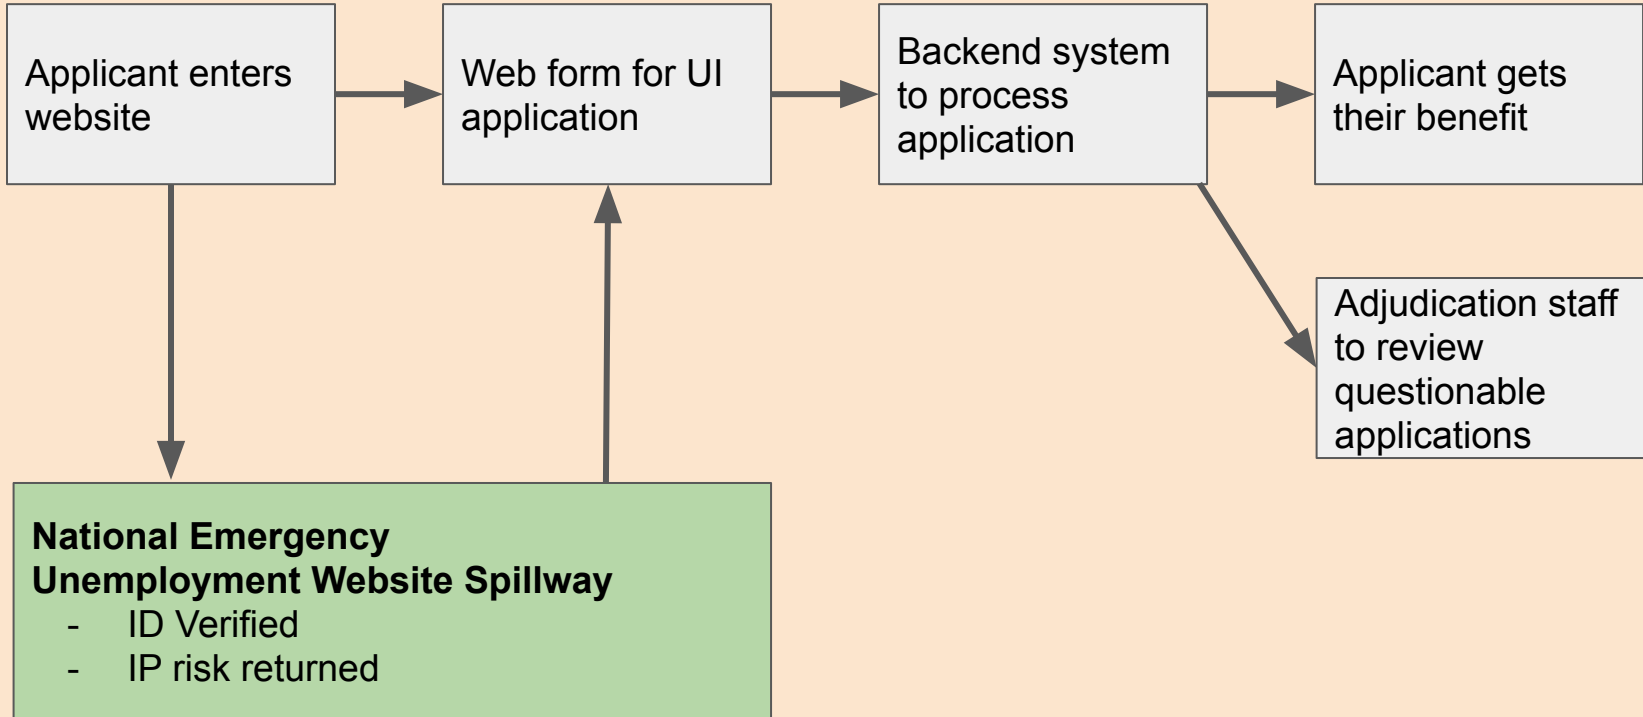 Applicant enters
website
Web form for UI
application
Backend system
to process
application
Applicant gets
their benefit
Adjudication staff
to review
questionable
applications
National Emergency
Unemployment Website Spillway
- ID Verified
- IP risk returned